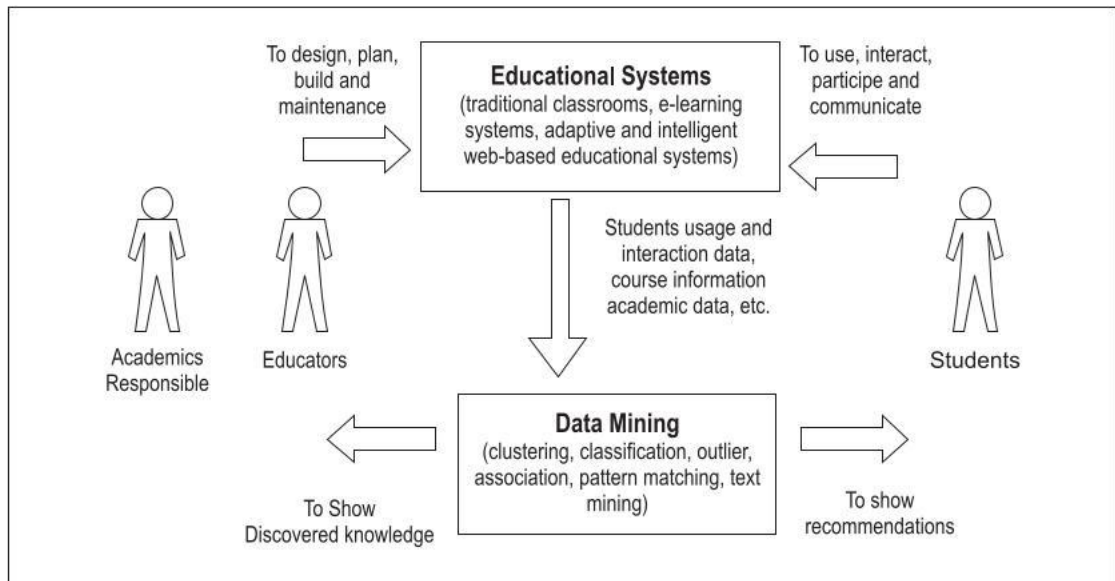 To design, plan,
build and
maintenance
Educational Systems
(traditional classrooms, e-learning
systems, adaptive and intelligent
web-based educational systems)
To use, interact,
participe and
communicate
Students usage and
interaction data,
course information
academic data, etc.
Academics
Responsible
Educators
Students
Data Mining
(clustering, classification, outlier,
association, pattern matching, text
mining)
To Show
Discovered knowledge
To show
recommendations